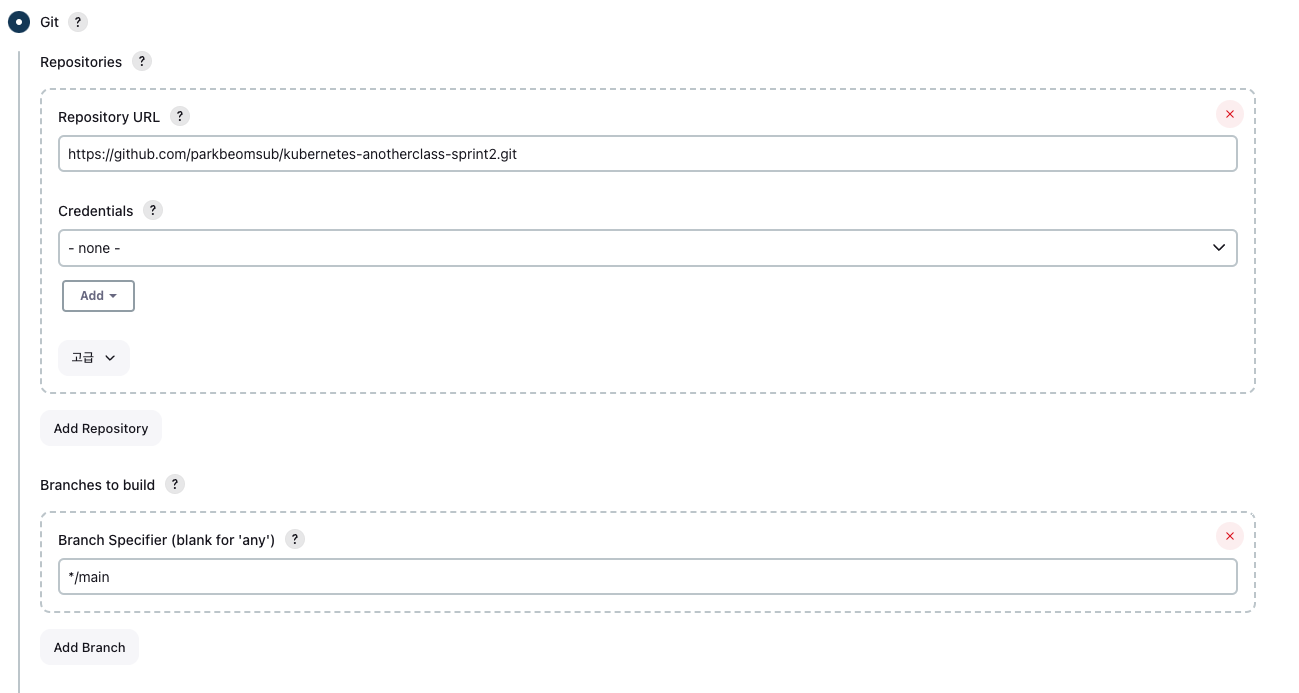 Git ?
Repositories ?
Repository URL ?
https://github.com/parkbeomsub/kubernetes-anotherclass-sprint2.git
Credentials ?
- none -
Add
고급
Add Repository
Branches to build ?
Branch Specifier (blank for 'any') ?
*/main
Add Branch